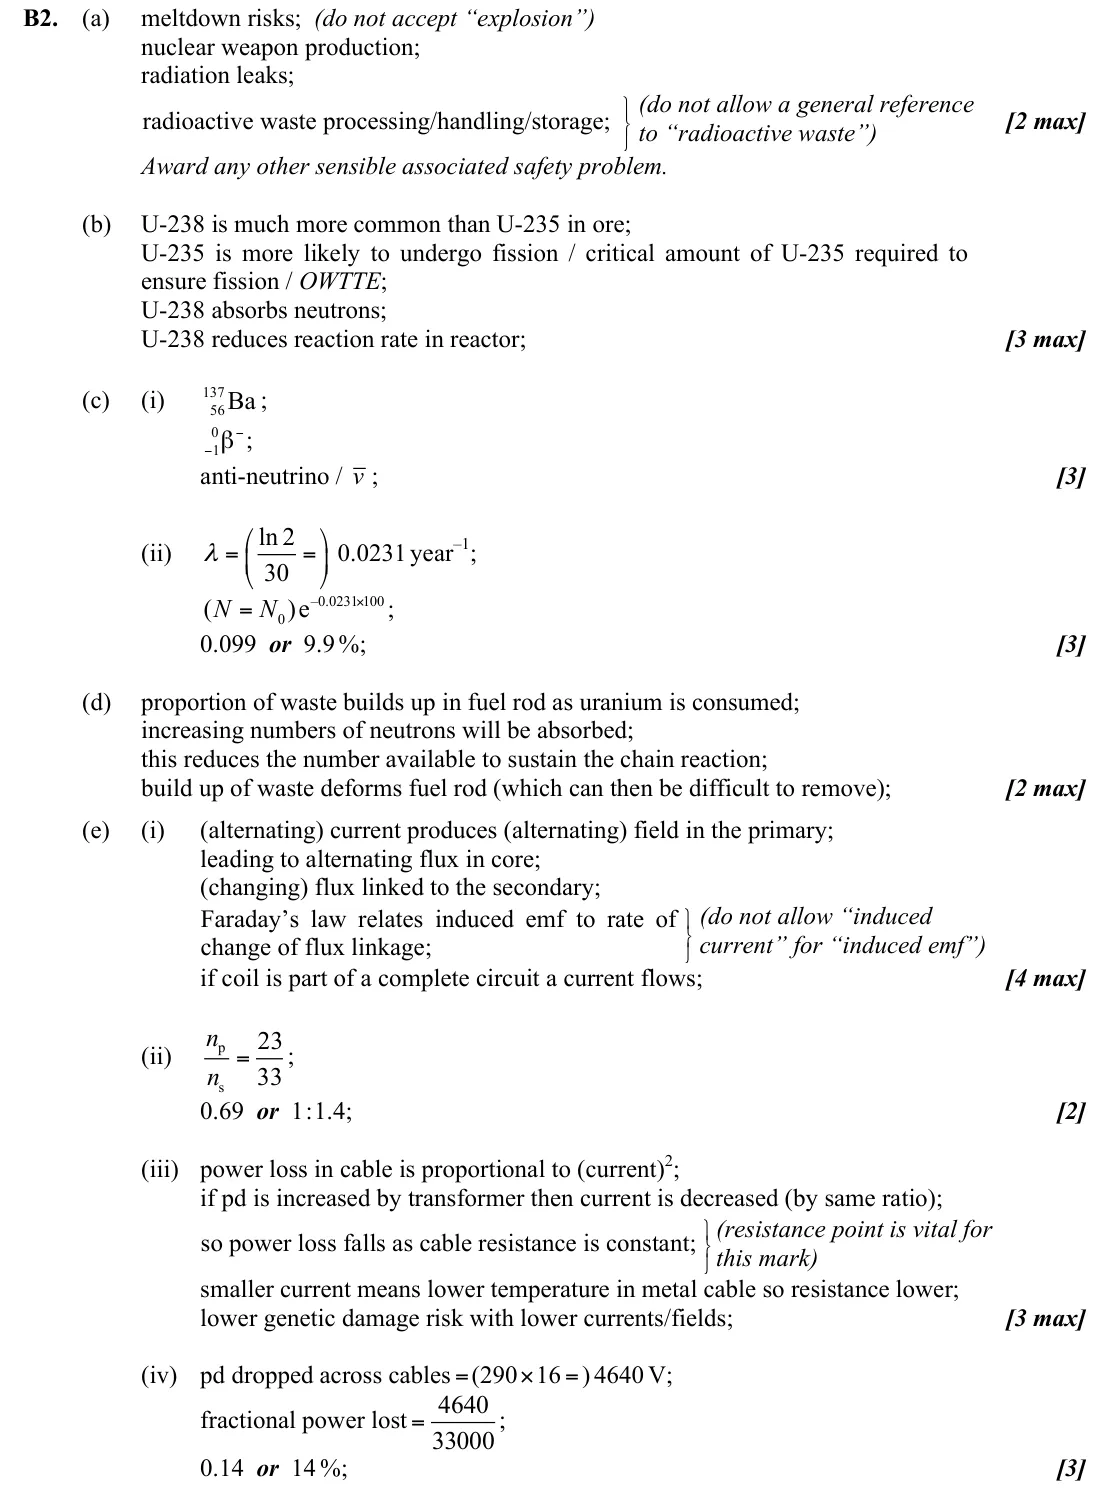 B2. (a) meltdown risks; (do not accept “explosion”)
nuclear weapon production;
radiation leaks;
radioactive waste processing/handling/storage; } (do not allow a general reference to “radioactive waste”) [2 max]
Award any other sensible associated safety problem.
(b) U-238 is much more common than U-235 in ore;
U-235 is more likely to undergo fission / critical amount of U-235 required to
ensure fission / OWTTE;
U-238 absorbs neutrons;
U-238 reduces reaction rate in reactor; [3 max]
(c) (i) ¹³⁷₅₆Ba ;
⁰₋₁β⁻;
anti-neutrino / v̅ ; [3]
(ii) λ = (ln 2 / 30 =) 0.0231 year⁻¹;
(N = N₀)e^(−0.0231×100);
0.099 or 9.9%; [3]
(d) proportion of waste builds up in fuel rod as uranium is consumed;
increasing numbers of neutrons will be absorbed;
this reduces the number available to sustain the chain reaction;
build up of waste deforms fuel rod (which can then be difficult to remove); [2 max]
(e) (i) (alternating) current produces (alternating) field in the primary;
leading to alternating flux in core;
(changing) flux linked to the secondary;
Faraday’s law relates induced emf to rate of } (do not allow “induced
change of flux linkage; current” for “induced emf”)
if coil is part of a complete circuit a current flows; [4 max]
(ii) nₚ/nₛ = 23/33;
0.69 or 1:1.4; [2]
(iii) power loss in cable is proportional to (current)²;
if pd is increased by transformer then current is decreased (by same ratio);
so power loss falls as cable resistance is constant; } (resistance point is vital for this mark)
smaller current means lower temperature in metal cable so resistance lower;
lower genetic damage risk with lower currents/fields; [3 max]
(iv) pd dropped across cables = (290×16 =) 4640 V;
fractional power lost = 4640/33000;
0.14 or 14%; [3]